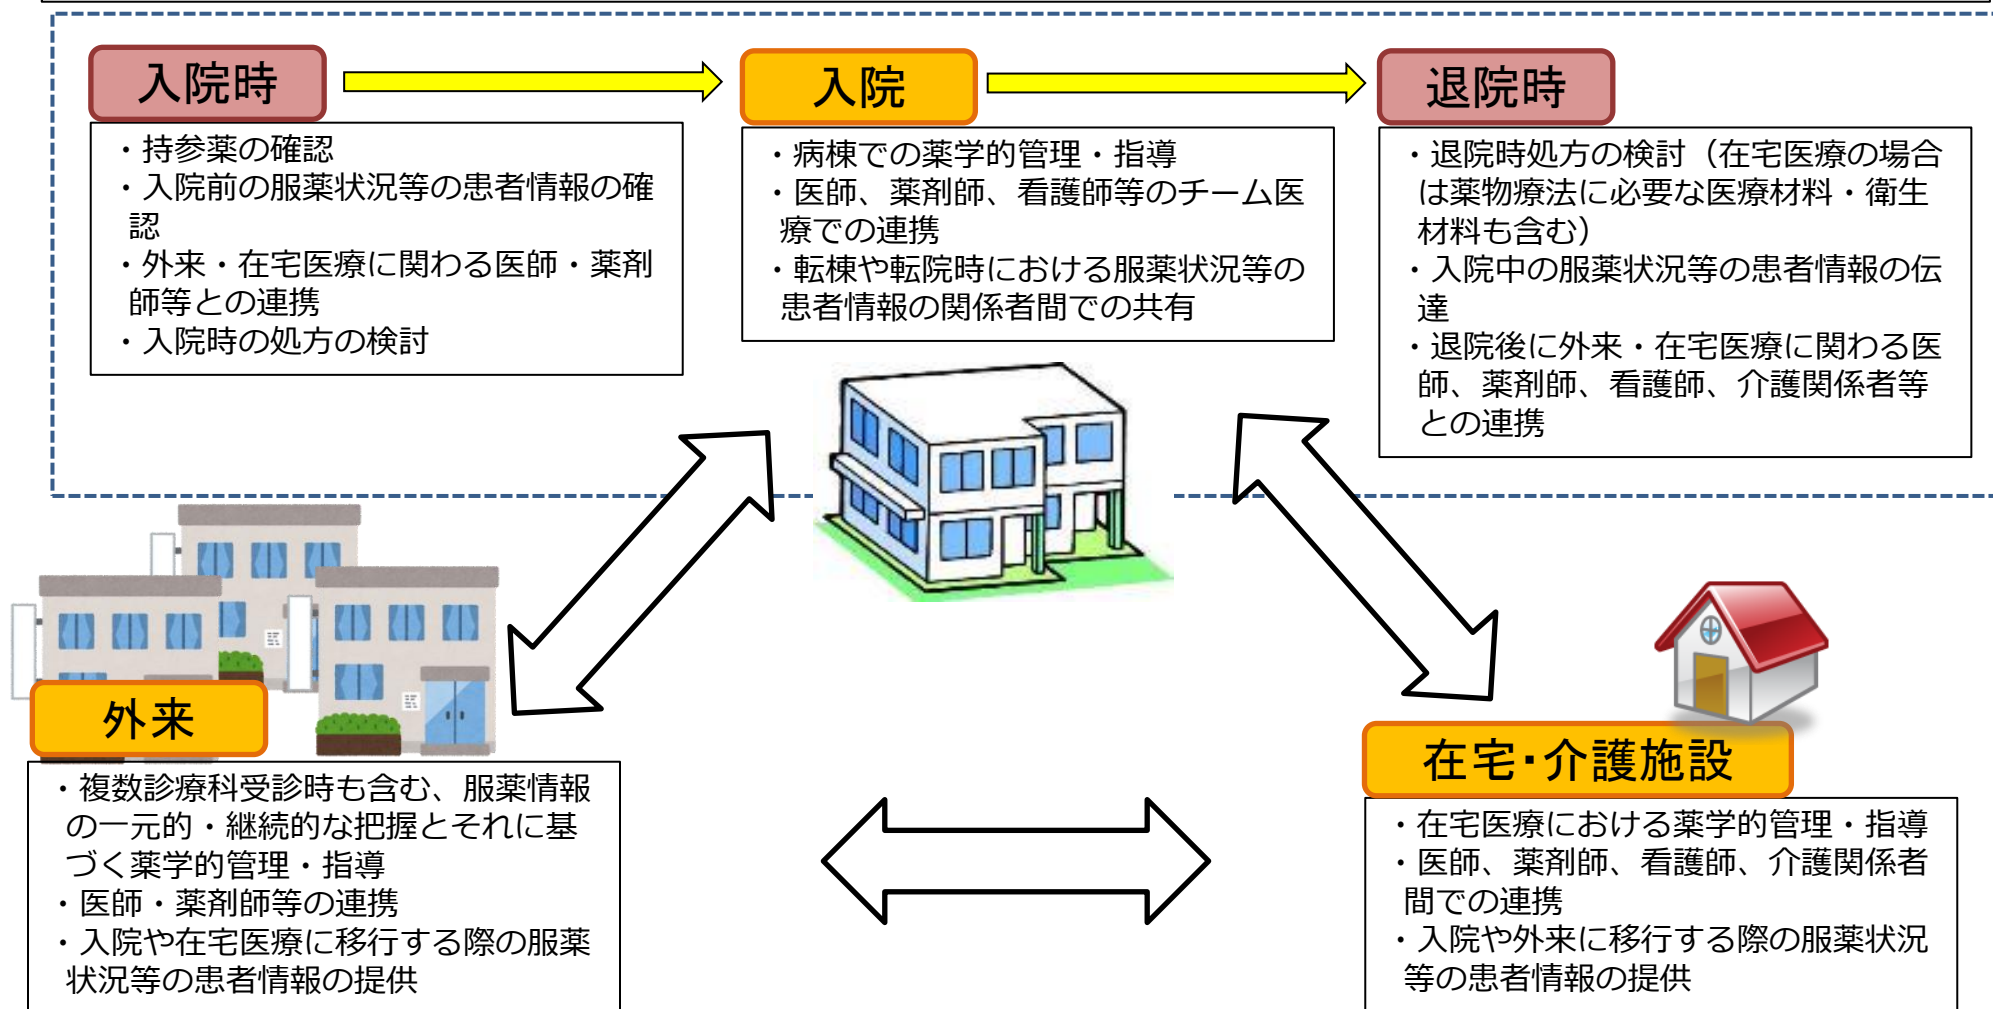 入院時
・持参薬の確認
・入院前の服薬状況等の患者情報の確
認
・外来・在宅医療に関わる医師・薬剤
師等との連携
・入院時の処方の検討
入院
・病棟での薬学的管理・指導
・医師、薬剤師、看護師等のチーム医
療での連携
・転棟や転院時における服薬状況等の
患者情報の関係者間での共有
退院時
・退院時処方の検討（在宅医療の場合
は薬物療法に必要な医療材料・衛生
材料も含む）
・入院中の服薬状況等の患者情報の伝
達
・退院後に外来・在宅医療に関わる医
師、薬剤師、看護師、介護関係者等
との連携
外来
・複数診療科受診時も含む、服薬情報
の一元的・継続的な把握とそれに基
づく薬学的管理・指導
・医師・薬剤師等の連携
・入院や在宅医療に移行する際の服薬
状況等の患者情報の提供
在宅・介護施設
・在宅医療における薬学的管理・指導
・医師、薬剤師、看護師、介護関係者
間での連携
・入院や外来に移行する際の服薬状況
等の患者情報の提供